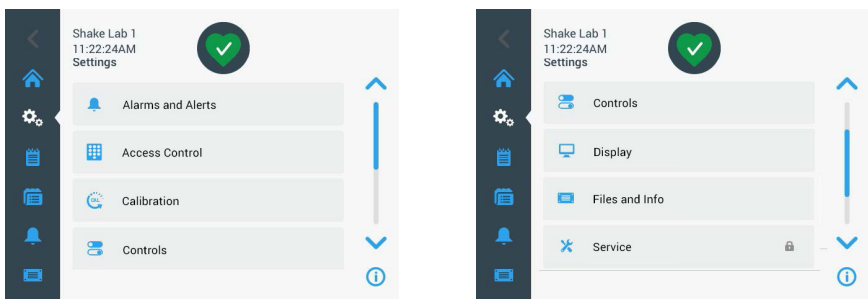 Shake Lab 1
11:22:24AM
Settings
Alarms and Alerts
Access Control
Calibration
Controls
Shake Lab 1
11:22:24AM
Settings
Controls
Display
Files and Info
Service